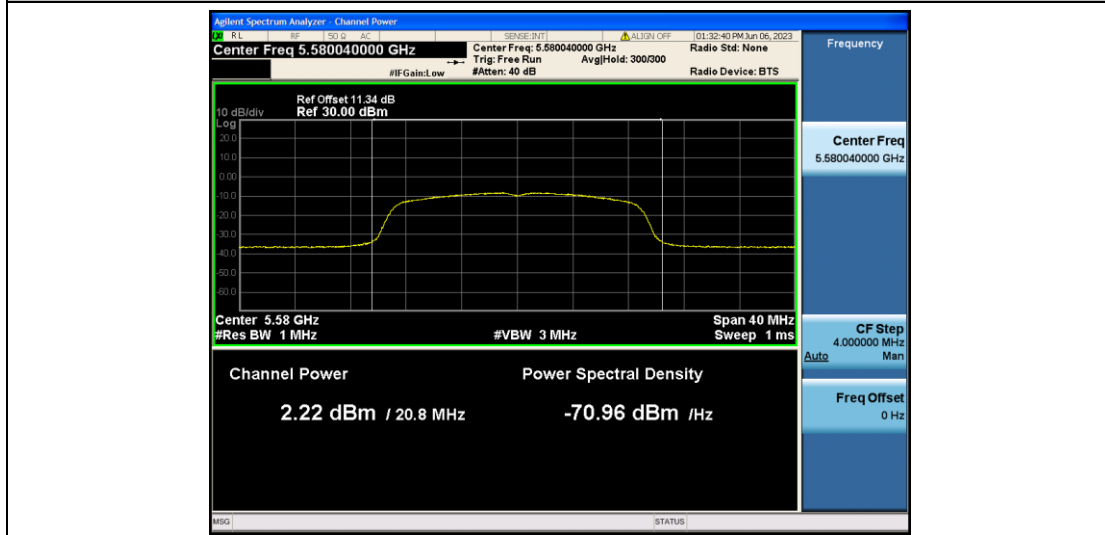 Agilent Spectrum Analyzer - Channel Power
RL RF 50 Ω AC SENSE:INT ALIGN OFF 01:32:40 PM Jun 06, 2023
Center Freq 5.580040000 GHz
Center Freq: 5.580040000 GHz
Radio Std: None
Trig: Free Run Avg|Hold: 300/300
#IFGain:Low #Atten: 40 dB Radio Device: BTS
Frequency
Ref Offset 11.34 dB
10 dB/div Ref 30.00 dBm
Log
20.0
10.0
0.00
-10.0
-20.0
-30.0
-40.0
-50.0
-60.0
Center 5.58 GHz Span 40 MHz
#Res BW 1 MHz #VBW 3 MHz Sweep 1 ms
Channel Power Power Spectral Density
2.22 dBm / 20.8 MHz -70.96 dBm /Hz
Center Freq
5.580040000 GHz
CF Step
4.000000 MHz
Auto Man
Freq Offset
0 Hz
MSG STATUS